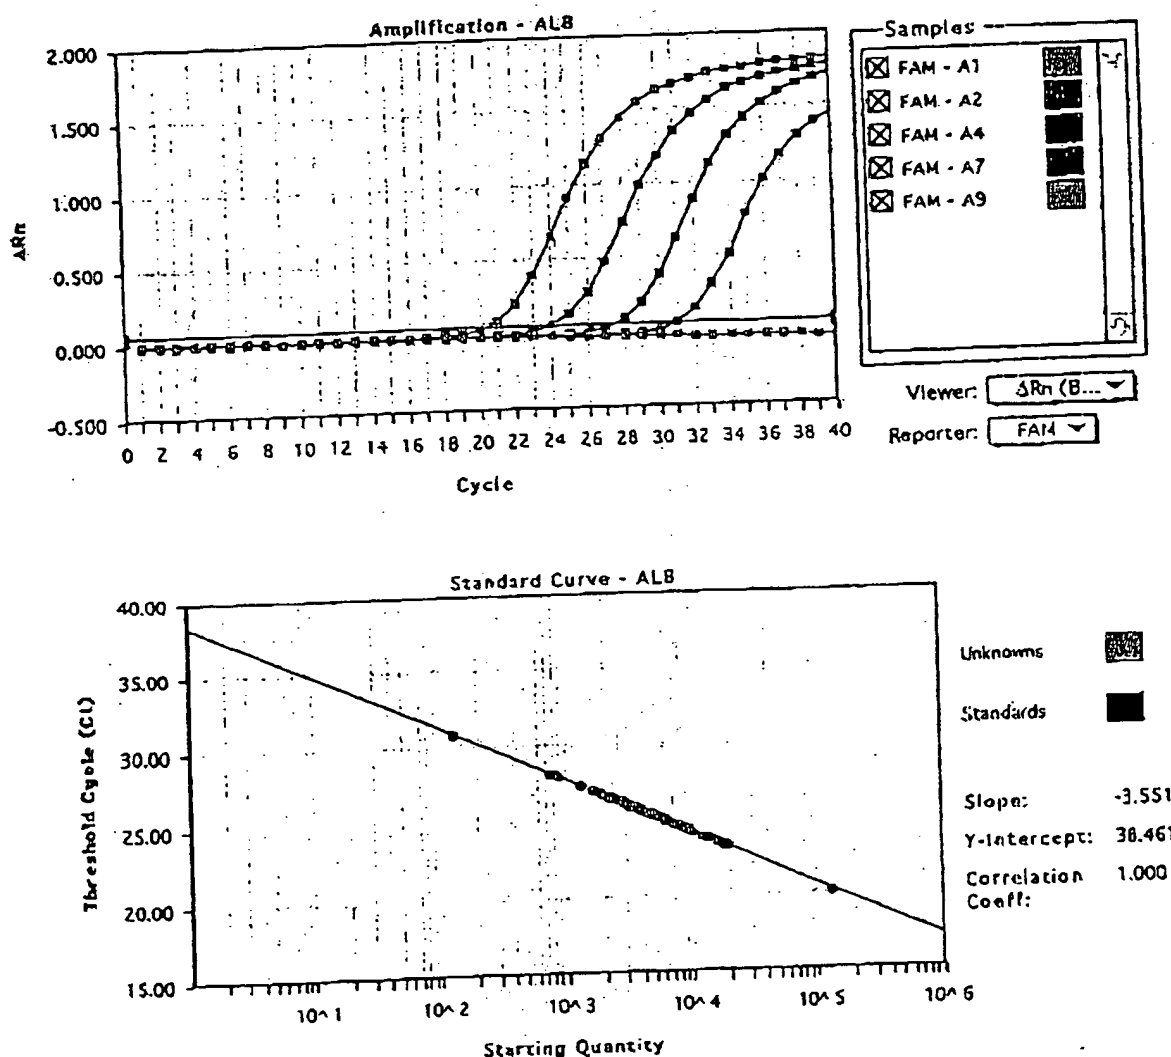 Amplification - ALB
2.000
1.500
1.000
0.500
0.000
-0.500
ΔRn
0 2 4 6 8 10 12 14 16 18 20 22 24 26 28 30 32 34 36 38 40
Cycle
Samples
FAM - A1
FAM - A2
FAM - A4
FAM - A7
FAM - A9
Viewer: ΔRn (B...
Reporter: FAM
Standard Curve - ALB
40.00
35.00
30.00
25.00
20.00
15.00
Threshold Cycle (Ct)
10^1 10^2 10^3 10^4 10^5 10^6
Starting Quantity
Unknowns
Standards
Slope: -3.551
Y-Intercept: 38.461
Correlation 1.000
Coeff: